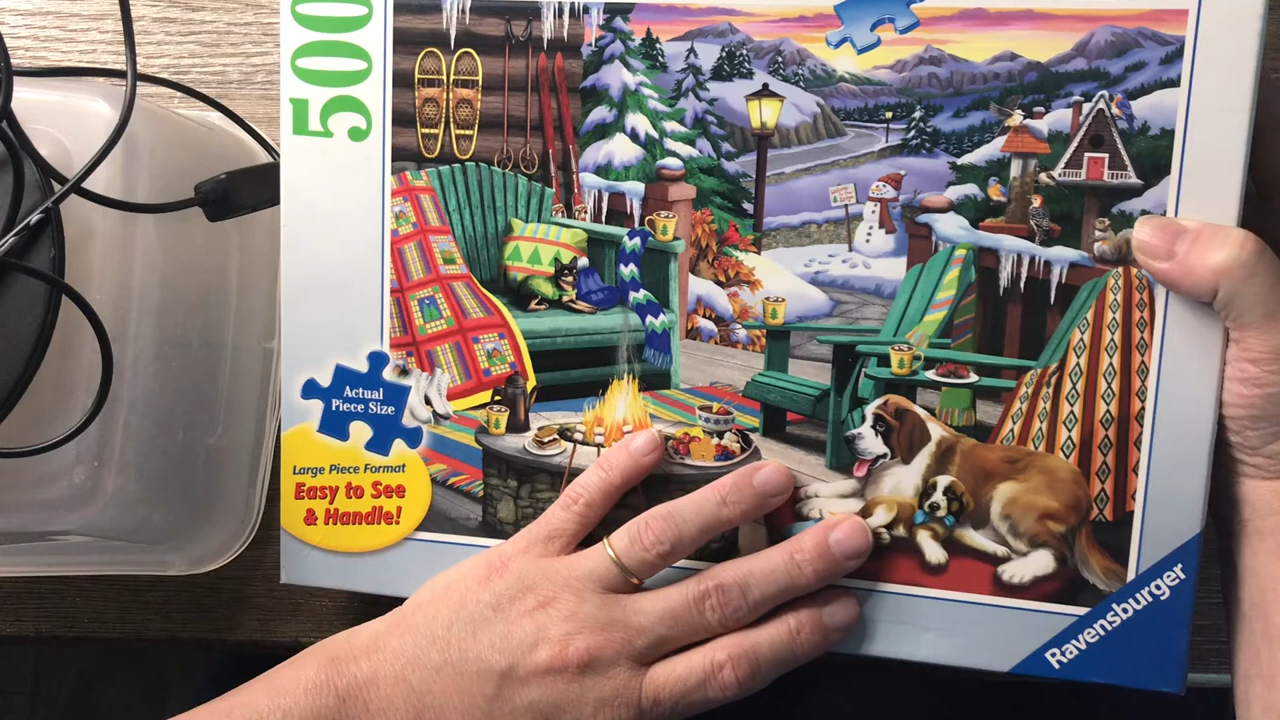 500
Actual
Piece Size
Large Piece Format
Easy to See
& Handle!
Ravensburger